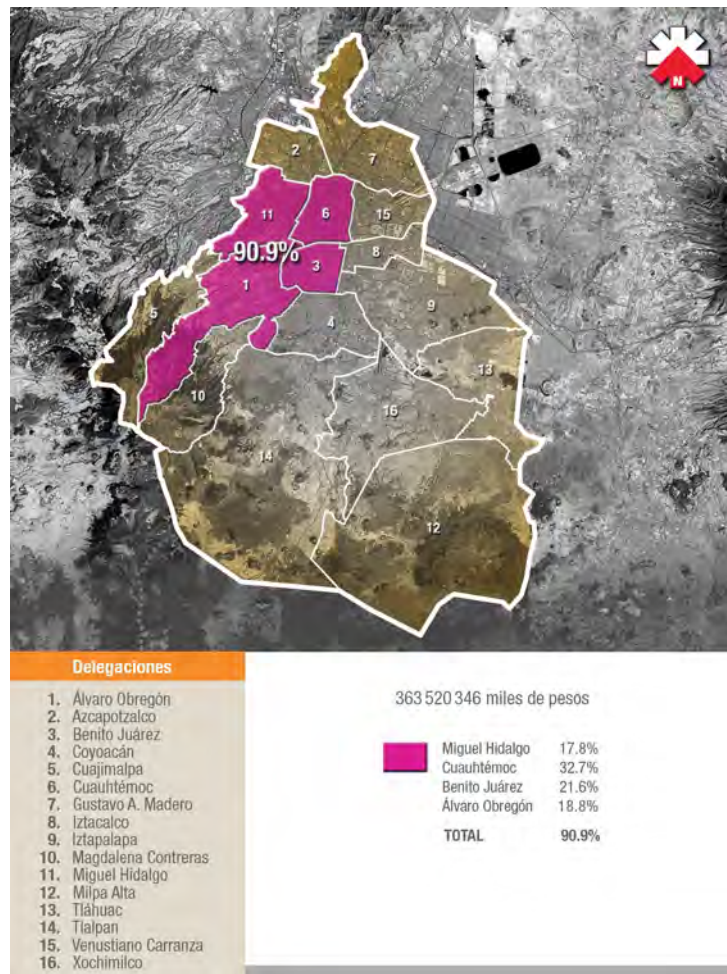 N
2
7
11
6
15
90.9%
3
8
1
5
4
9
13
10
16
14
12
Delegaciones
1. Álvaro Obregón
2. Azcapotzalco
3. Benito Juárez
4. Coyoacán
5. Cuajimalpa
6. Cuauhtémoc
7. Gustavo A. Madero
8. Iztacalco
9. Iztapalapa
10. Magdalena Contreras
11. Miguel Hidalgo
12. Milpa Alta
13. Tláhuac
14. Tlalpan
15. Venustiano Carranza
16. Xochimilco
363 520 346 miles de pesos
Miguel Hidalgo 17.8%
Cuauhtémoc 32.7%
Benito Juárez 21.6%
Álvaro Obregón 18.8%
TOTAL 90.9%